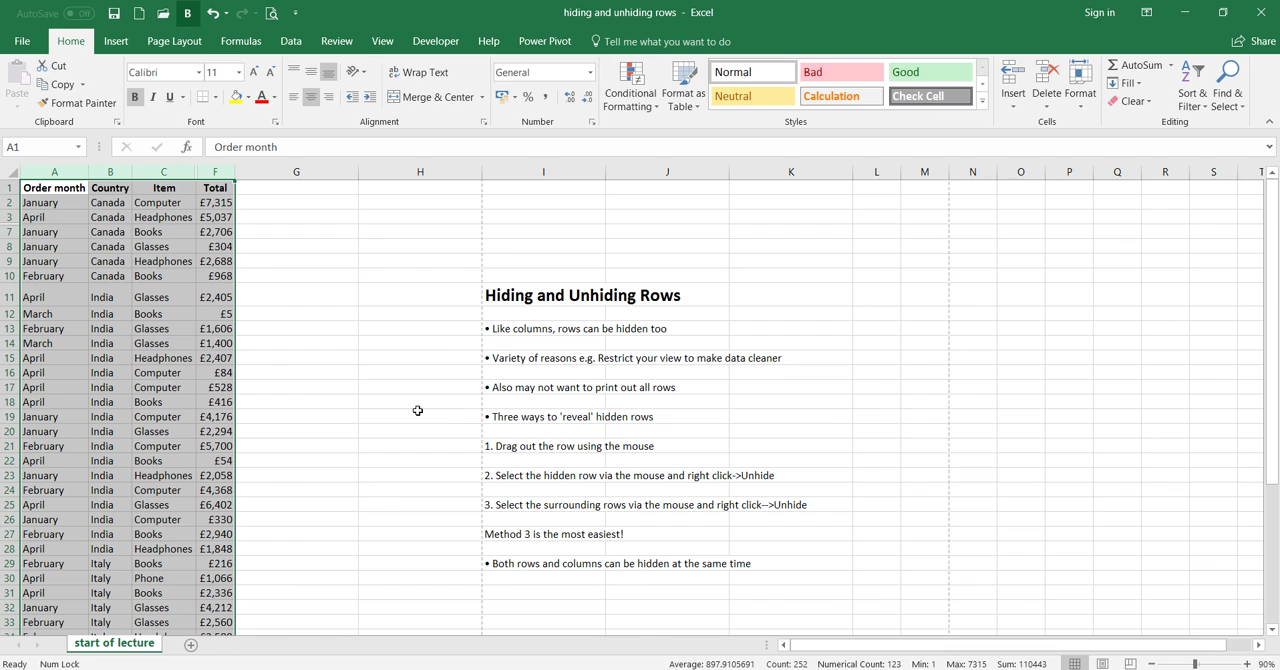 AutoSave Off B hiding and unhiding rows - Excel Sign in
File Home Insert Page Layout Formulas Data Review View Developer Help Power Pivot Tell me what you want to do Share
Paste Cut Copy Format Painter Clipboard
Calibri 11 B I U Font
Wrap Text Merge & Center Alignment
General % Number
Conditional Formatting Format as Table
Normal Bad Good
Neutral Calculation Check Cell
Styles
Insert Delete Format Cells
AutoSum Fill Clear Sort & Filter Find & Select Editing
A1 fx Order month
A B C F G H I J K L M N O P Q R S T
1 Order month Country Item Total
2 January Canada Computer £7,315
3 April Canada Headphones £5,037
7 January Canada Books £2,706
8 January Canada Glasses £304
9 January Canada Headphones £2,688
10 February Canada Books £968
11 April India Glasses £2,405
12 March India Books £5
13 February India Glasses £1,606
14 March India Glasses £1,400
15 April India Headphones £2,407
16 April India Computer £84
17 April India Computer £528
18 April India Books £416
19 January India Computer £4,176
20 January India Glasses £2,294
21 February India Computer £5,700
22 April India Books £54
23 January India Headphones £2,058
24 February India Computer £4,368
25 April India Glasses £6,402
26 January India Computer £330
27 February India Books £2,940
28 April India Headphones £1,848
29 February Italy Books £216
30 April Italy Phone £1,066
31 April Italy Books £2,336
32 January Italy Glasses £4,212
33 February Italy Glasses £2,560
Hiding and Unhiding Rows
• Like columns, rows can be hidden too
• Variety of reasons e.g. Restrict your view to make data cleaner
• Also may not want to print out all rows
• Three ways to 'reveal' hidden rows
1. Drag out the row using the mouse
2. Select the hidden row via the mouse and right click->Unhide
3. Select the surrounding rows via the mouse and right click-->Unhide
Method 3 is the most easiest!
• Both rows and columns can be hidden at the same time
start of lecture
Ready Num Lock Average: 897.9105691 Count: 252 Numerical Count: 123 Min: 1 Max: 7315 Sum: 110443 90%